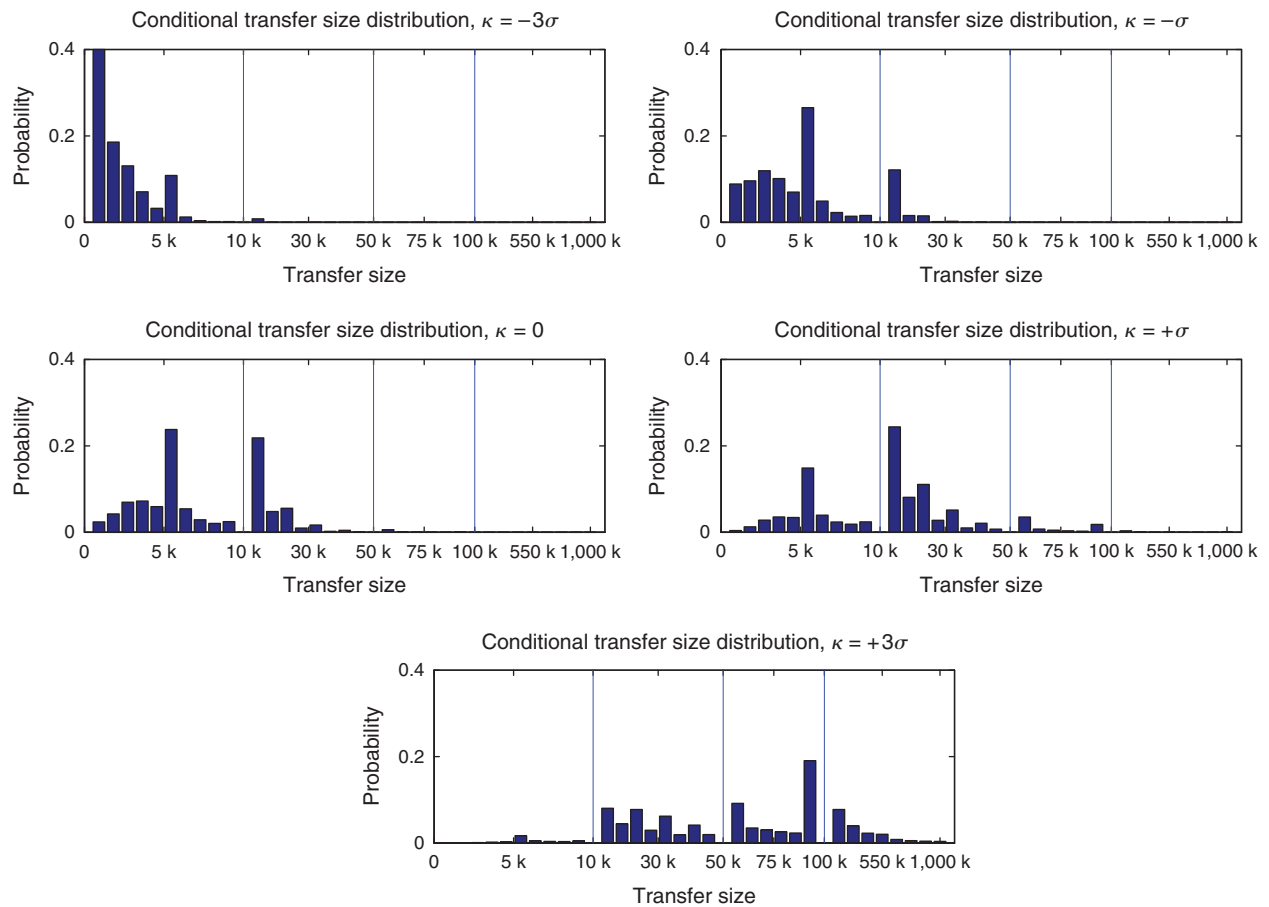 Conditional transfer size distribution, κ = −3σ
Probability
0.4
0.2
0
0 5 k 10 k 30 k 50 k 75 k 100 k 550 k 1,000 k
Transfer size
Conditional transfer size distribution, κ = −σ
Probability
0.4
0.2
0
0 5 k 10 k 30 k 50 k 75 k 100 k 550 k 1,000 k
Transfer size
Conditional transfer size distribution, κ = 0
Probability
0.4
0.2
0
0 5 k 10 k 30 k 50 k 75 k 100 k 550 k 1,000 k
Transfer size
Conditional transfer size distribution, κ = +σ
Probability
0.4
0.2
0
0 5 k 10 k 30 k 50 k 75 k 100 k 550 k 1,000 k
Transfer size
Conditional transfer size distribution, κ = +3σ
Probability
0.4
0.2
0
0 5 k 10 k 30 k 50 k 75 k 100 k 550 k 1,000 k
Transfer size